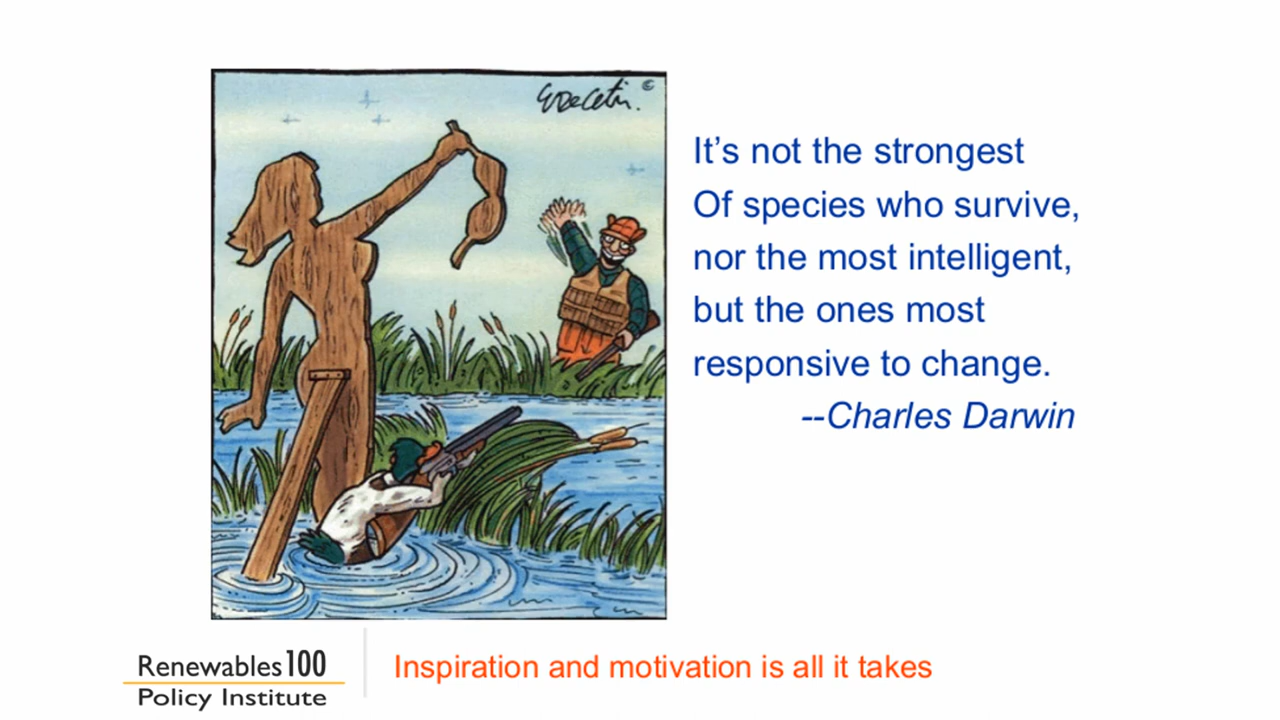 It's not the strongest
Of species who survive,
nor the most intelligent,
but the ones most
responsive to change.
--Charles Darwin
Renewables100
Policy Institute
Inspiration and motivation is all it takes